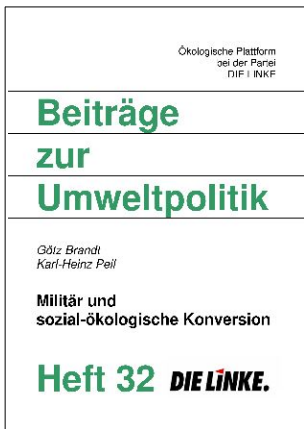 Ökologische Plattform
bei der Partei
DIE LINKE
Beiträge
zur
Umweltpolitik
Götz Brandt
Karl-Heinz Peil
Militär und
sozial-ökologische Konversion
Heft 32 DIE LINKE.